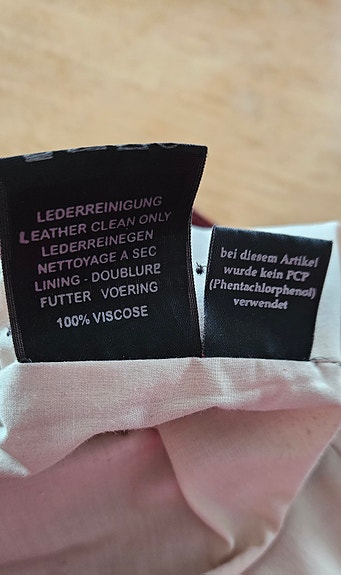 LEDERREINIGUNG
LEATHER CLEAN ONLY
LEDERREINEGEN
NETTOYAGE A SEC
LINING - DOUBLURE
FUTTER VOERING
100% VISCOSE
bei diesem Artikel
wurde kein PCP
(Phentachlorphenol)
verwendet